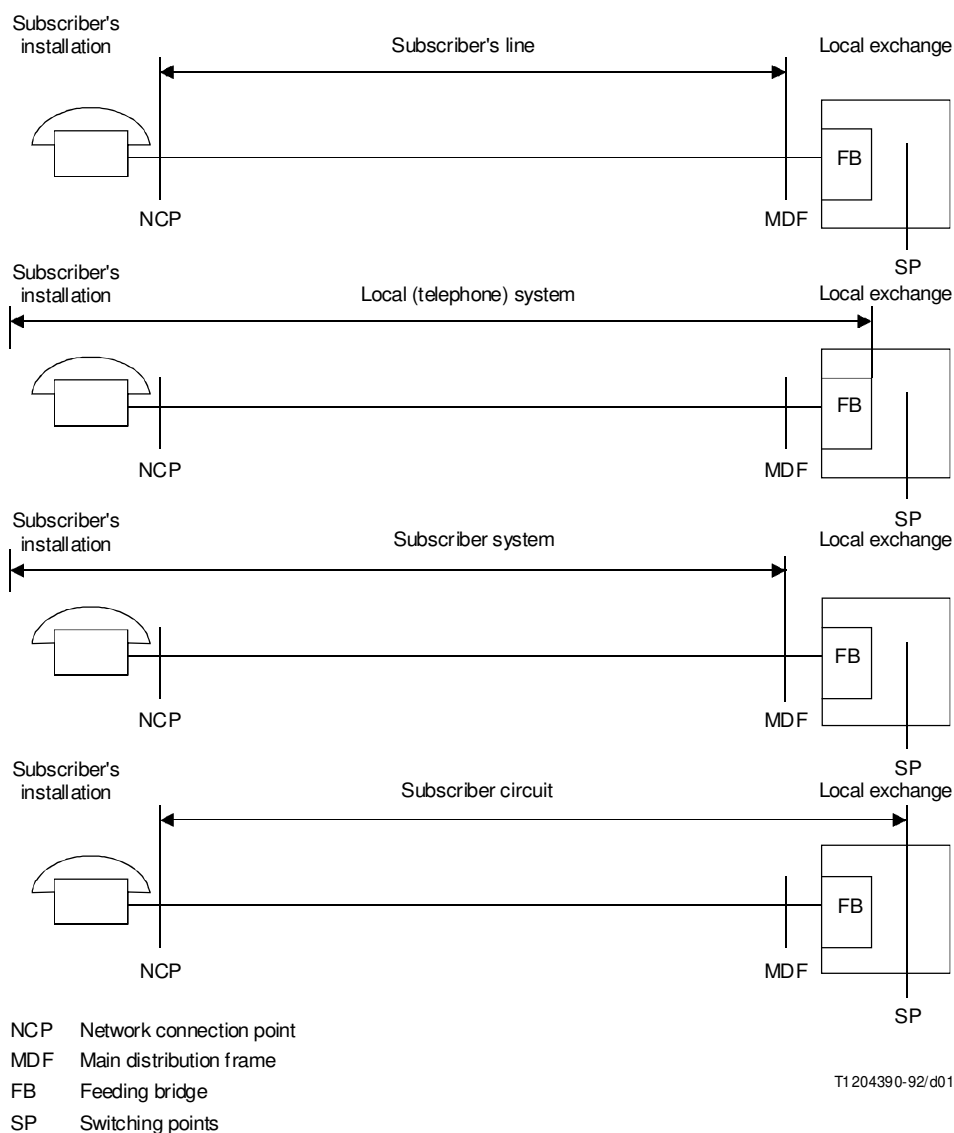 Subscriber's
installation
Subscriber's line
Local exchange
FB
NCP
MDF
SP
Subscriber's
installation
Local (telephone) system
Local exchange
FB
NCP
MDF
SP
Subscriber's
installation
Subscriber system
Local exchange
FB
NCP
MDF
SP
Subscriber's
installation
Subscriber circuit
Local exchange
FB
NCP
MDF
SP
NCP Network connection point
MDF Main distribution frame
FB Feeding bridge
SP Switching points
T1204390-92/d01